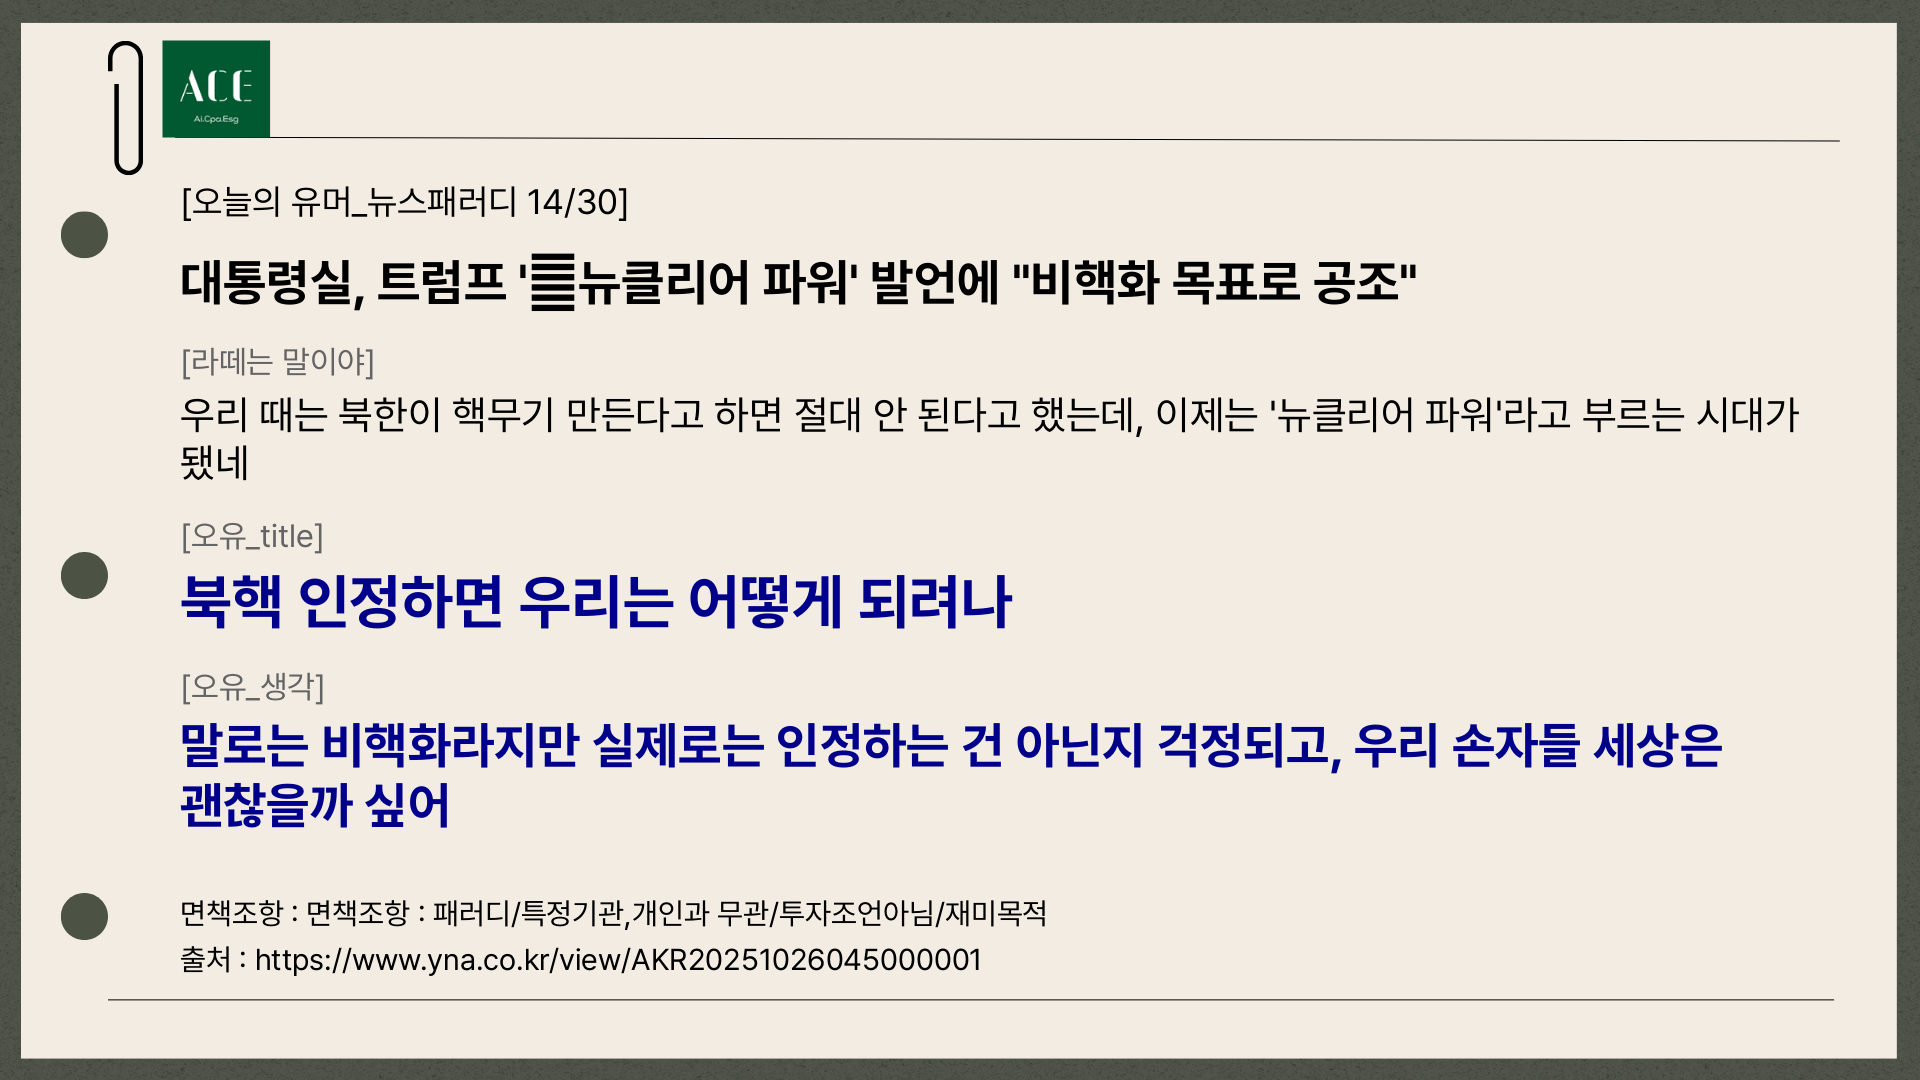 ACE
Ai.Cpa.Esg
[오늘의 유머_뉴스패러디 14/30]
대통령실, 트럼프 '뉴클리어 파워' 발언에 "비핵화 목표로 공조"
[라떼는 말이야]
우리 때는 북한이 핵무기 만든다고 하면 절대 안 된다고 했는데, 이제는 '뉴클리어 파워'라고 부르는 시대가
됐네
[오유_title]
북핵 인정하면 우리는 어떻게 되려나
[오유_생각]
말로는 비핵화라지만 실제로는 인정하는 건 아닌지 걱정되고, 우리 손자들 세상은
괜찮을까 싶어
면책조항 : 면책조항 : 패러디/특정기관,개인과 무관/투자조언아님/재미목적
출처 : https://www.yna.co.kr/view/AKR20251026045000001